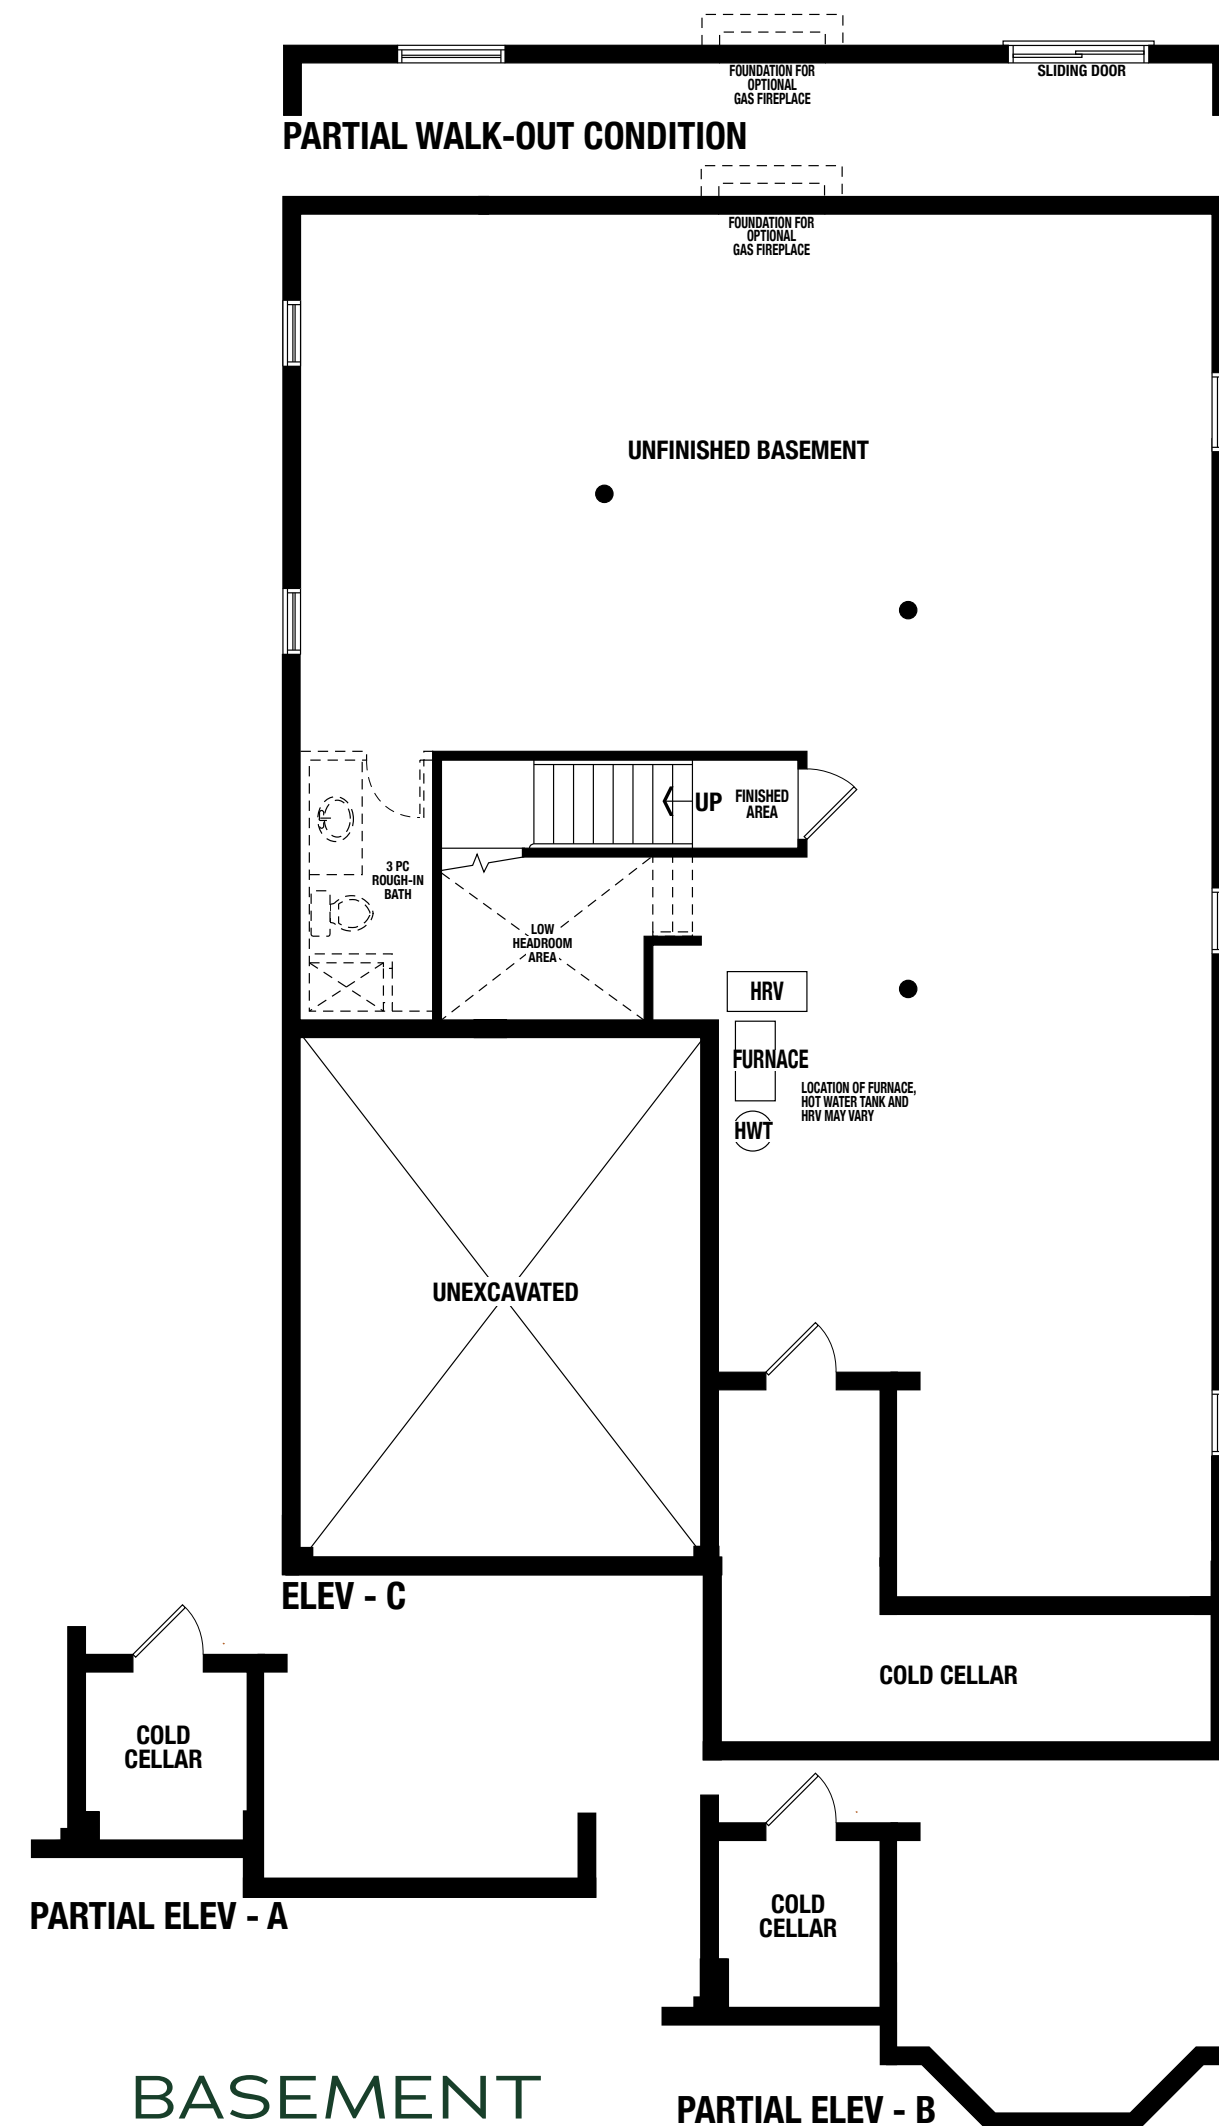 FOUNDATION FOR
OPTIONAL
GAS FIREPLACE
SLIDING DOOR
PARTIAL WALK-OUT CONDITION
FOUNDATION FOR
OPTIONAL
GAS FIREPLACE
UNFINISHED BASEMENT
UP
FINISHED
AREA
3 PC
ROUGH-IN
BATH
LOW
HEADROOM
AREA
HRV
FURNACE
LOCATION OF FURNACE,
HOT WATER TANK AND
HRV MAY VARY
HWT
UNEXCAVATED
ELEV - C
COLD CELLAR
COLD
CELLAR
PARTIAL ELEV - A
COLD
CELLAR
PARTIAL ELEV - B
BASEMENT